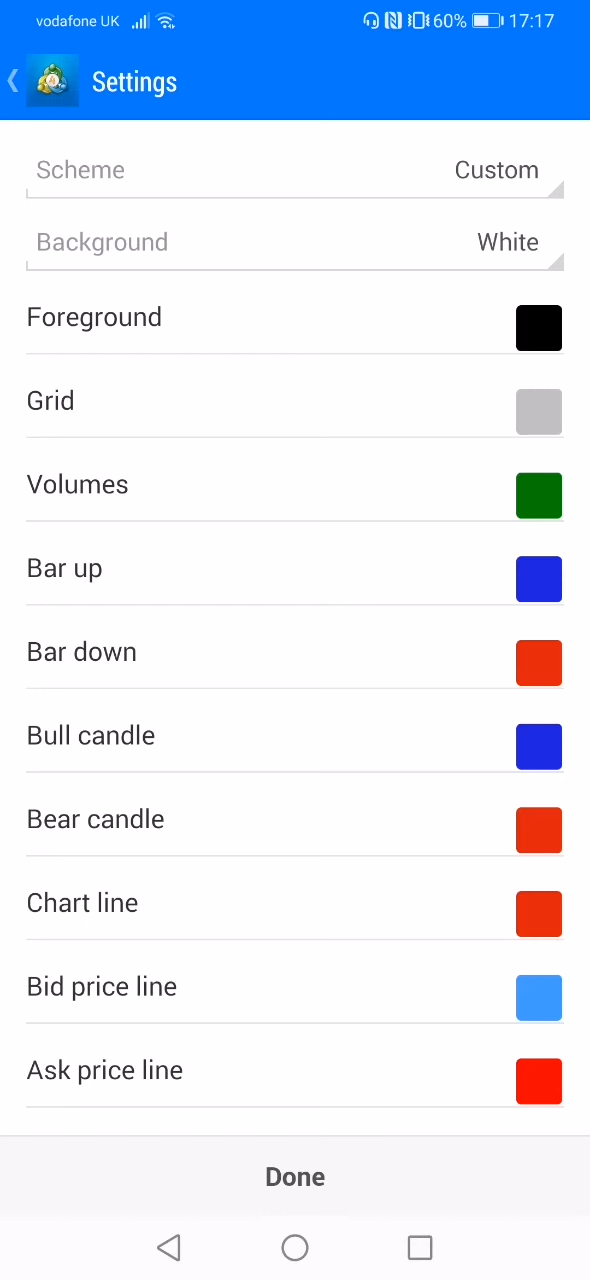 vodafone UK 60% 17:17
Settings
Scheme Custom
Background White
Foreground
Grid
Volumes
Bar up
Bar down
Bull candle
Bear candle
Chart line
Bid price line
Ask price line
Done